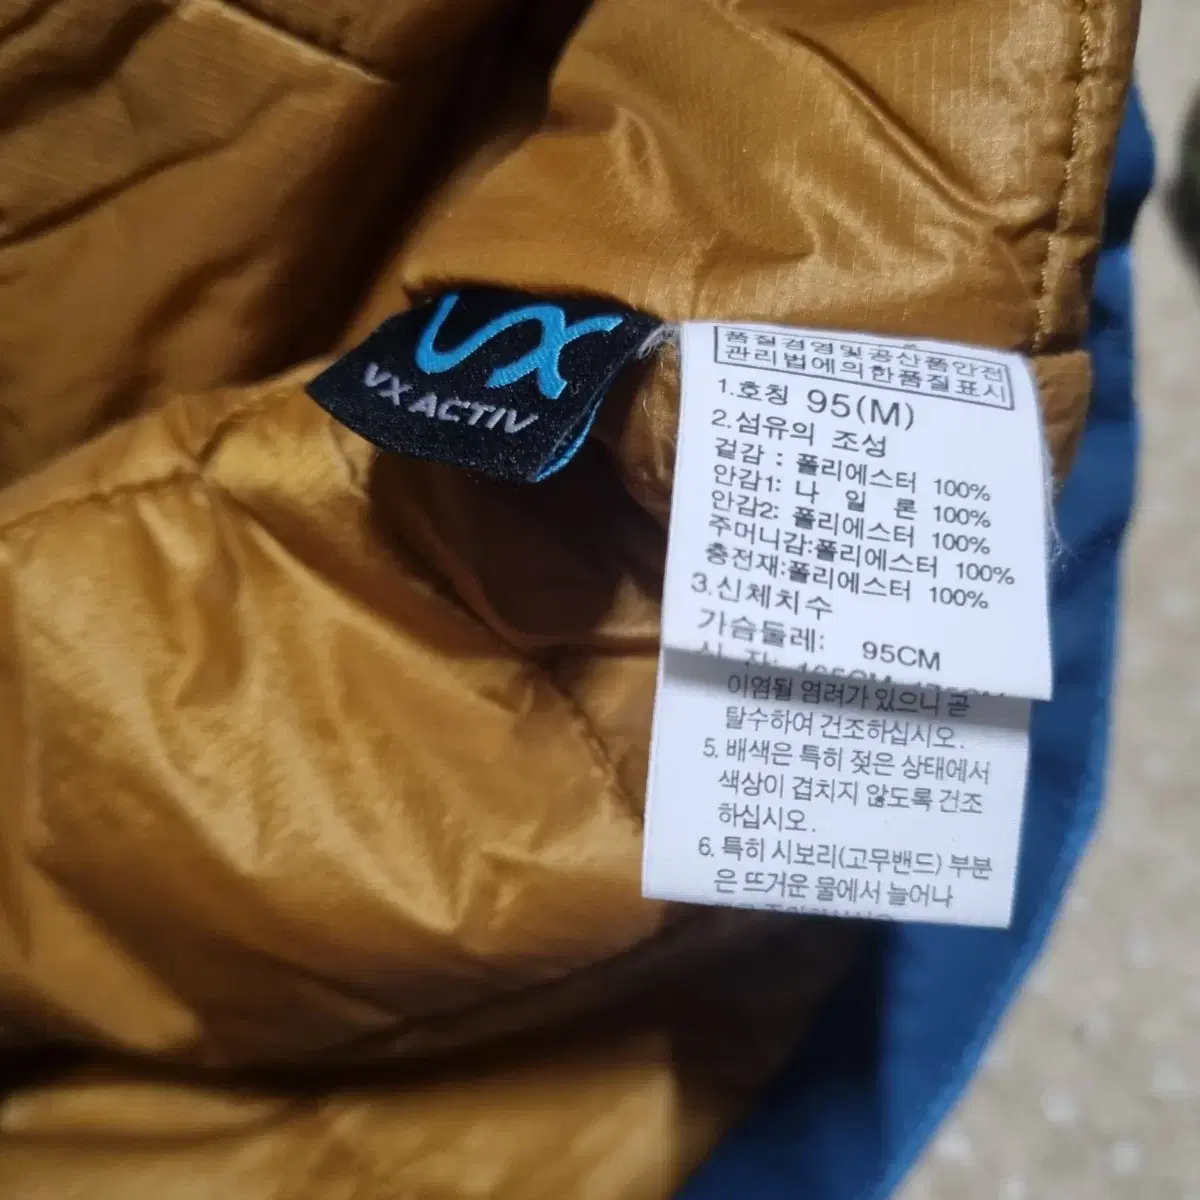 VX
VX ACTIV
품질경영및공산품안전
관리법에의한품질표시
1.호칭 95(M)
2.섬유의 조성
겉감 : 폴리에스터 100%
안감1: 나 일 론 100%
안감2: 폴리에스터 100%
주머니감:폴리에스터 100%
충전재:폴리에스터 100%
3.신체치수
가슴둘레: 95CM
이염될 염려가 있으니 곧
탈수하여 건조하십시오.
5. 배색은 특히 젖은 상태에서
색상이 겹치지 않도록 건조
하십시오.
6. 특히 시보리(고무밴드) 부분
은 뜨거운 물에서 늘어나